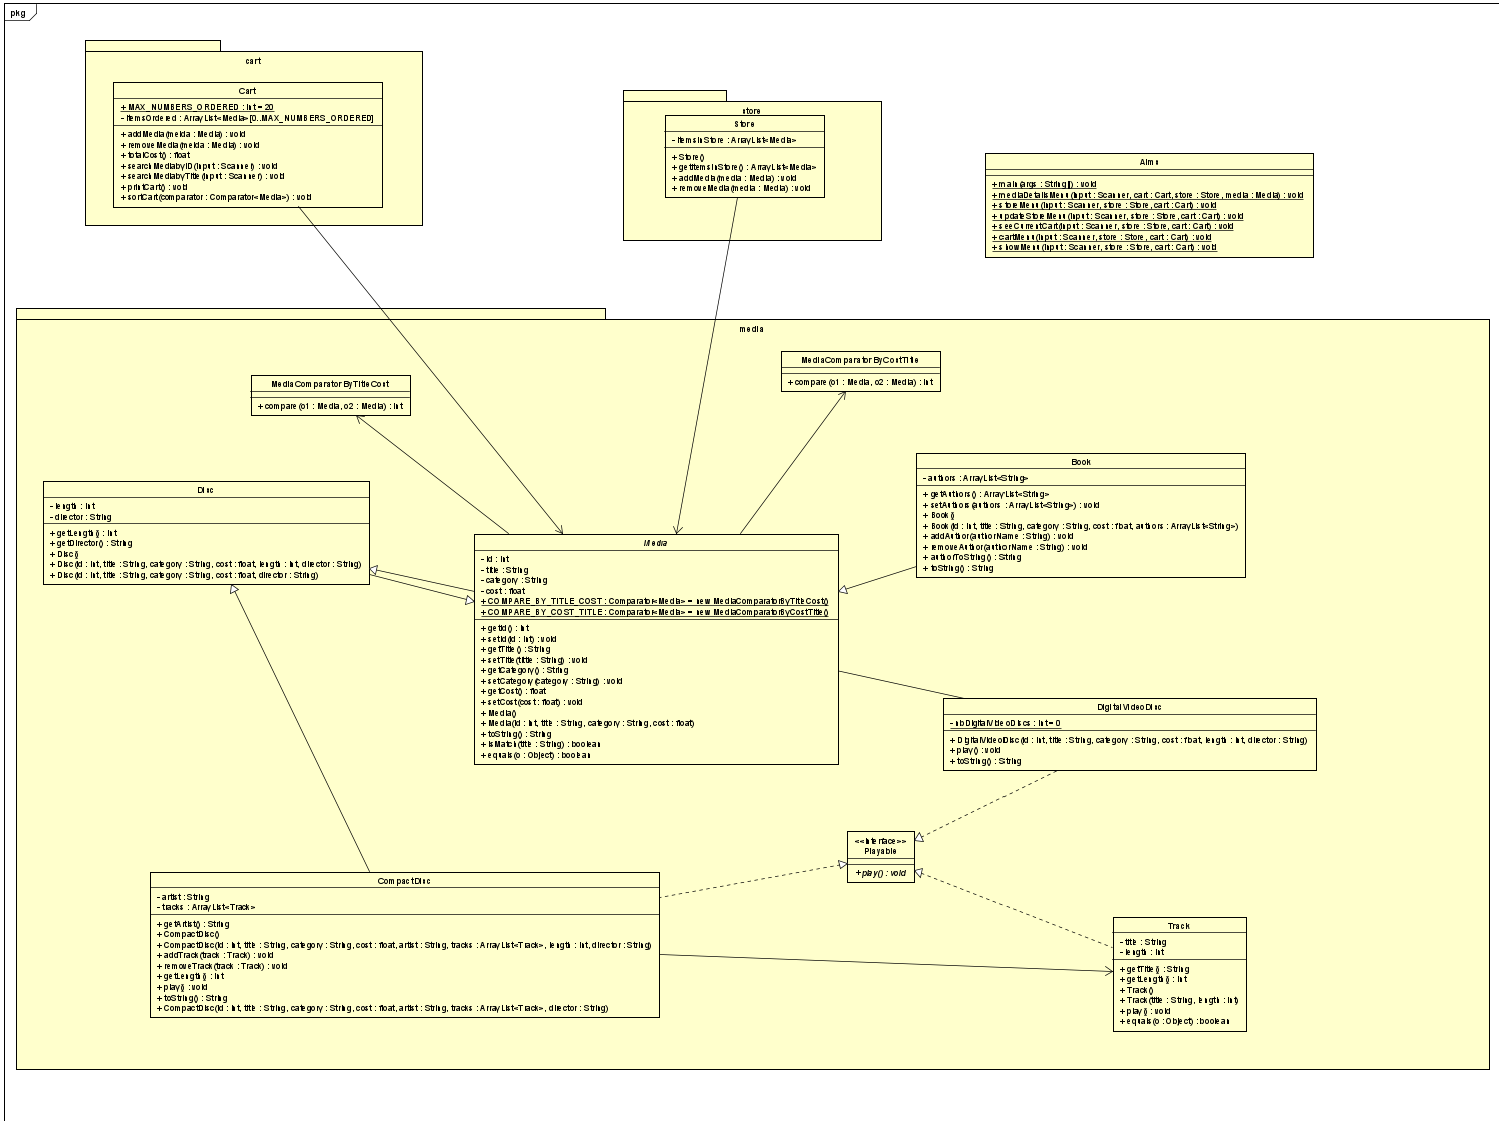 pkg
cart
Cart
+ MAX_NUMBERS_ORDERED : int = 20
- itemsOrdered : ArrayList<Media>[0..MAX_NUMBERS_ORDERED]
+ addMedia(meida : Media) : void
+ removeMedia(meida : Media) : void
+ totalCost() : float
+ searchMediabyID(input : Scanner) : void
+ searchMediabyTitle(input : Scanner) : void
+ printCart() : void
+ sortCart(comparator : Comparator<Media>) : void
store
Store
- itemsInStore : ArrayList<Media>
+ Store()
+ getItemsInStore() : ArrayList<Media>
+ addMedia(media : Media) : void
+ removeMedia(media : Media) : void
Aims
+ main(args : String[]) : void
+ mediaDetailsMenu(input : Scanner, cart : Cart, store : Store, media : Media) : void
+ storeMenu(input : Scanner, store : Store, cart : Cart) : void
+ updateStoreMenu(input : Scanner, store : Store, cart : Cart) : void
+ seeCurrentCart(input : Scanner, store : Store, cart : Cart) : void
+ cartMenu(input : Scanner, store : Store, cart : Cart) : void
+ showMenu(input : Scanner, store : Store, cart : Cart) : void
media
MediaComparatorByTitleCost
+ compare(o1 : Media, o2 : Media) : int
MediaComparatorByCostTitle
+ compare(o1 : Media, o2 : Media) : int
Disc
- length : int
- director : String
+ getLength() : int
+ getDirector() : String
+ Disc()
+ Disc(id : int, title : String, category : String, cost : float, length : int, director : String)
+ Disc(id : int, title : String, category : String, cost : float, director : String)
Book
- authors : ArrayList<String>
+ getAuthors() : ArrayList<String>
+ setAuthors(authors : ArrayList<String>) : void
+ Book()
+ Book(id : int, title : String, category : String, cost : float, authors : ArrayList<String>)
+ addAuthor(authorName : String) : void
+ removeAuthor(authorName : String) : void
+ authorToString() : String
+ toString() : String
Media
- id : int
- title : String
- category : String
- cost : float
+ COMPARE_BY_TITLE_COST : Comparator<Media> = new MediaComparatorByTitleCost()
+ COMPARE_BY_COST_TITLE : Comparator<Media> = new MediaComparatorByCostTitle()
+ getId() : int
+ setId(id : int) : void
+ getTitle() : String
+ setTitle(tittle : String) : void
+ getCategory() : String
+ setCategory(category : String) : void
+ getCost() : float
+ setCost(cost : float) : void
+ Media()
+ Media(id : int, title : String, category : String, cost : float)
+ toString() : String
+ isMatch(title : String) : boolean
+ equals(o : Object) : boolean
DigitalVideoDisc
- nbDigitalVideoDiscs : int = 0
+ DigitalVideoDisc(id : int, title : String, category : String, cost : float, length : int, director : String)
+ play() : void
+ toString() : String
<<interface>>
Playable
+ play() : void
CompactDisc
- artist : String
- tracks : ArrayList<Track>
+ getArtist() : String
+ CompactDisc()
+ CompactDisc(id : int, title : String, category : String, cost : float, artist : String, tracks : ArrayList<Track>, length : int, director : String)
+ addTrack(track : Track) : void
+ removeTrack(track : Track) : void
+ getLength() : int
+ play() : void
+ toString() : String
+ CompactDisc(id : int, title : String, category : String, cost : float, artist : String, tracks : ArrayList<Track>, director : String)
Track
- title : String
- length : int
+ getTitle() : String
+ getLength() : int
+ Track()
+ Track(title : String, length : int)
+ play() : void
+ equals(o : Object) : boolean